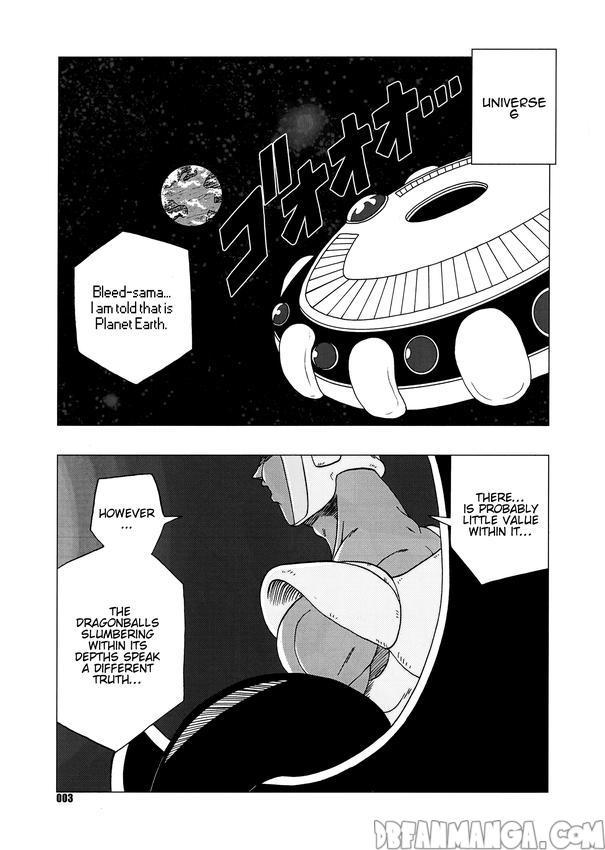 UNIVERSE
6
ゴオオオ…
Bleed-sama...
I am told that is
Planet Earth.
THERE...
IS PROBABLY
LITTLE VALUE
WITHIN IT...
HOWEVER
...
THE
DRAGONBALLS
SLUMBERING
WITHIN ITS
DEPTHS SPEAK
A DIFFERENT
TRUTH...
003
DBFANMANGA.COM